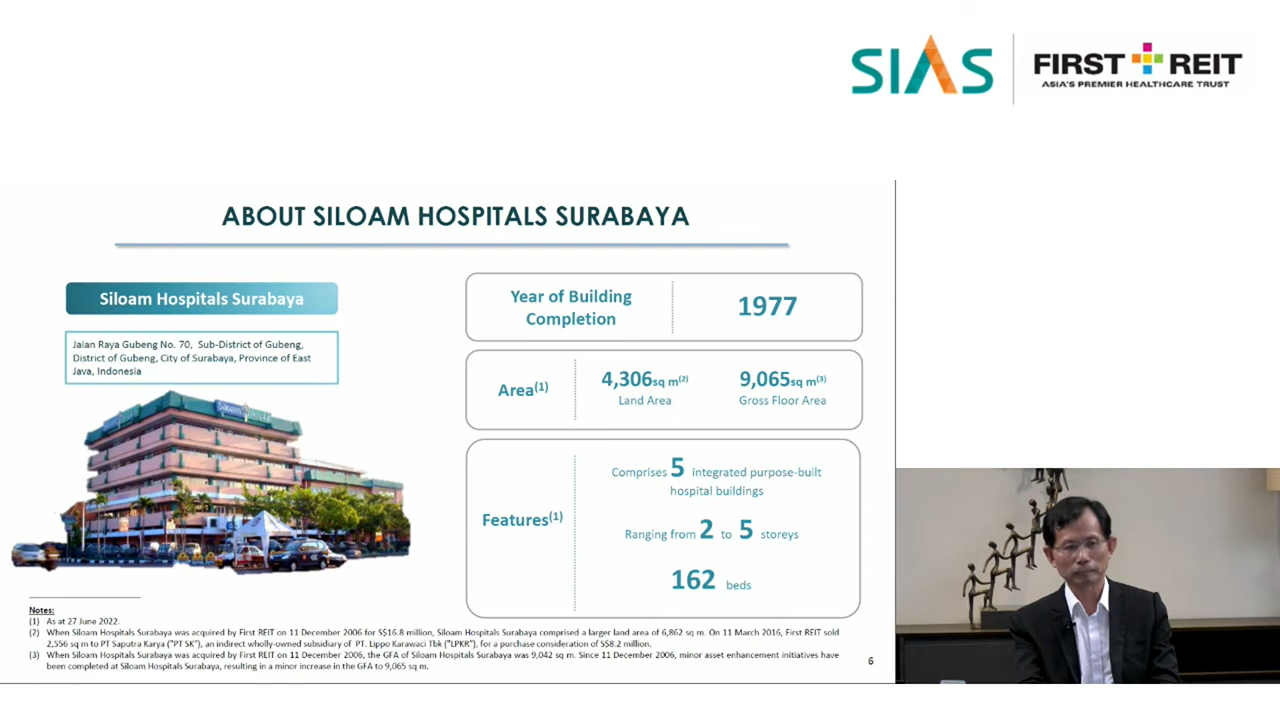 SIAS
FIRST REIT
ASIA'S PREMIER HEALTHCARE TRUST
ABOUT SILOAM HOSPITALS SURABAYA
Siloam Hospitals Surabaya
Jalan Raya Gubeng No. 70, Sub-District of Gubeng,
District of Gubeng, City of Surabaya, Province of East
Java, Indonesia
Year of Building
Completion
1977
Area(1)
4,306sq m(2)
Land Area
9,065sq m(3)
Gross Floor Area
Features(1)
Comprises 5 integrated purpose-built
hospital buildings
Ranging from 2 to 5 storeys
162 beds
Notes:
(1) As at 27 June 2022.
(2) When Siloam Hospitals Surabaya was acquired by First REIT on 11 December 2006 for S$16.8 million, Siloam Hospitals Surabaya comprised a larger land area of 6,862 sq m. On 11 March 2016, First REIT sold
2,556 sq m to PT Saputra Karya ("PT SK"), an indirect wholly-owned subsidiary of PT. Lippo Karawaci Tbk ("LPKR"), for a purchase consideration of S$8.2 million.
(3) When Siloam Hospitals Surabaya was acquired by First REIT on 11 December 2006, the GFA of Siloam Hospitals Surabaya was 9,042 sq m. Since 11 December 2006, minor asset enhancement initiatives have
been completed at Siloam Hospitals Surabaya, resulting in a minor increase in the GFA to 9,065 sq m.
6